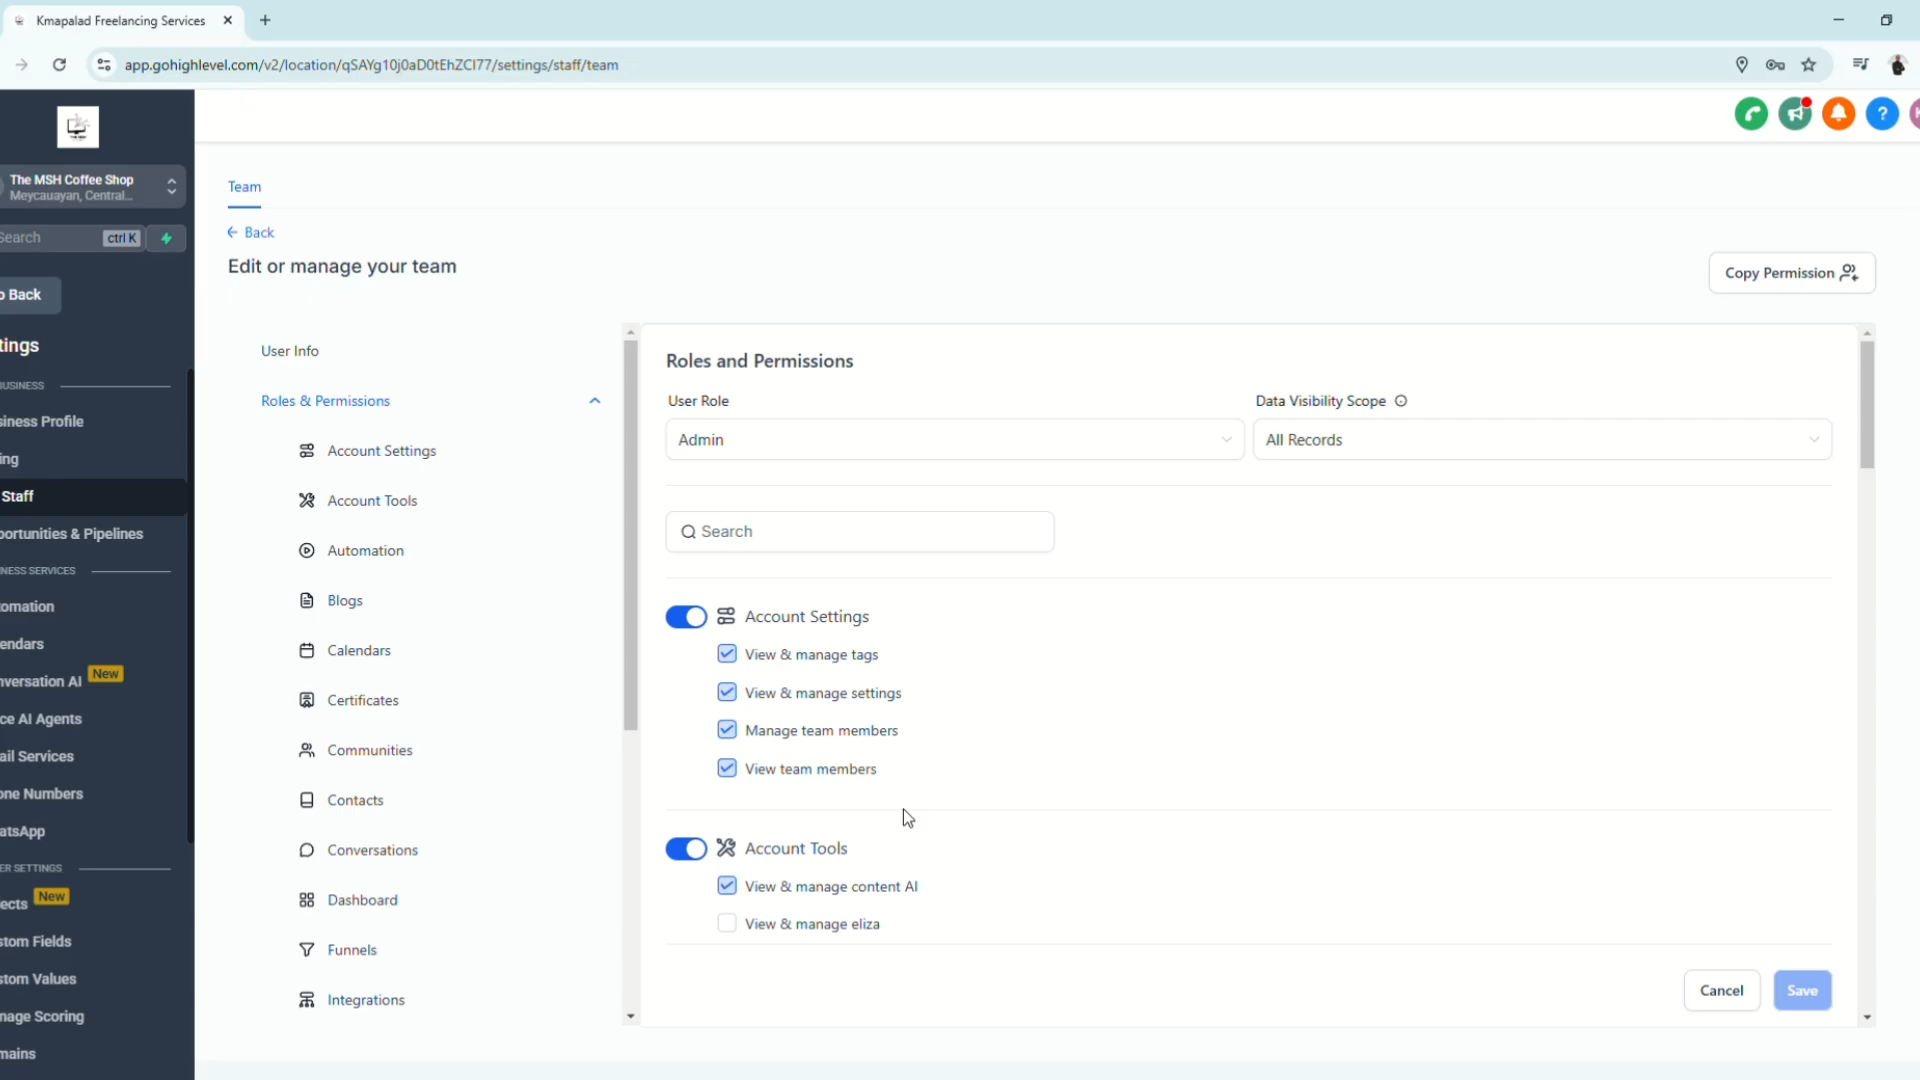 Kmapalad Freelancing Services
app.gohighlevel.com/v2/location/qSAYg10j0aD0tEhZCI77/settings/staff/team
The MSH Coffee Shop
Meycauayan, Central...
Search
ctrl K
o Back
tings
BUSINESS
siness Profile
ing
Staff
portunities & Pipelines
NESS SERVICES
tomation
endars
nversation AI
New
ce AI Agents
ail Services
one Numbers
atsApp
ER SETTINGS
ects
New
stom Fields
stom Values
nage Scoring
mains
?
Team
Back
Edit or manage your team
Copy Permission
User Info
Roles & Permissions
Account Settings
Account Tools
Automation
Blogs
Calendars
Certificates
Communities
Contacts
Conversations
Dashboard
Funnels
Integrations
Roles and Permissions
User Role
Data Visibility Scope
Admin
All Records
Search
Account Settings
View & manage tags
View & manage settings
Manage team members
View team members
Account Tools
View & manage content AI
View & manage eliza
Cancel
Save